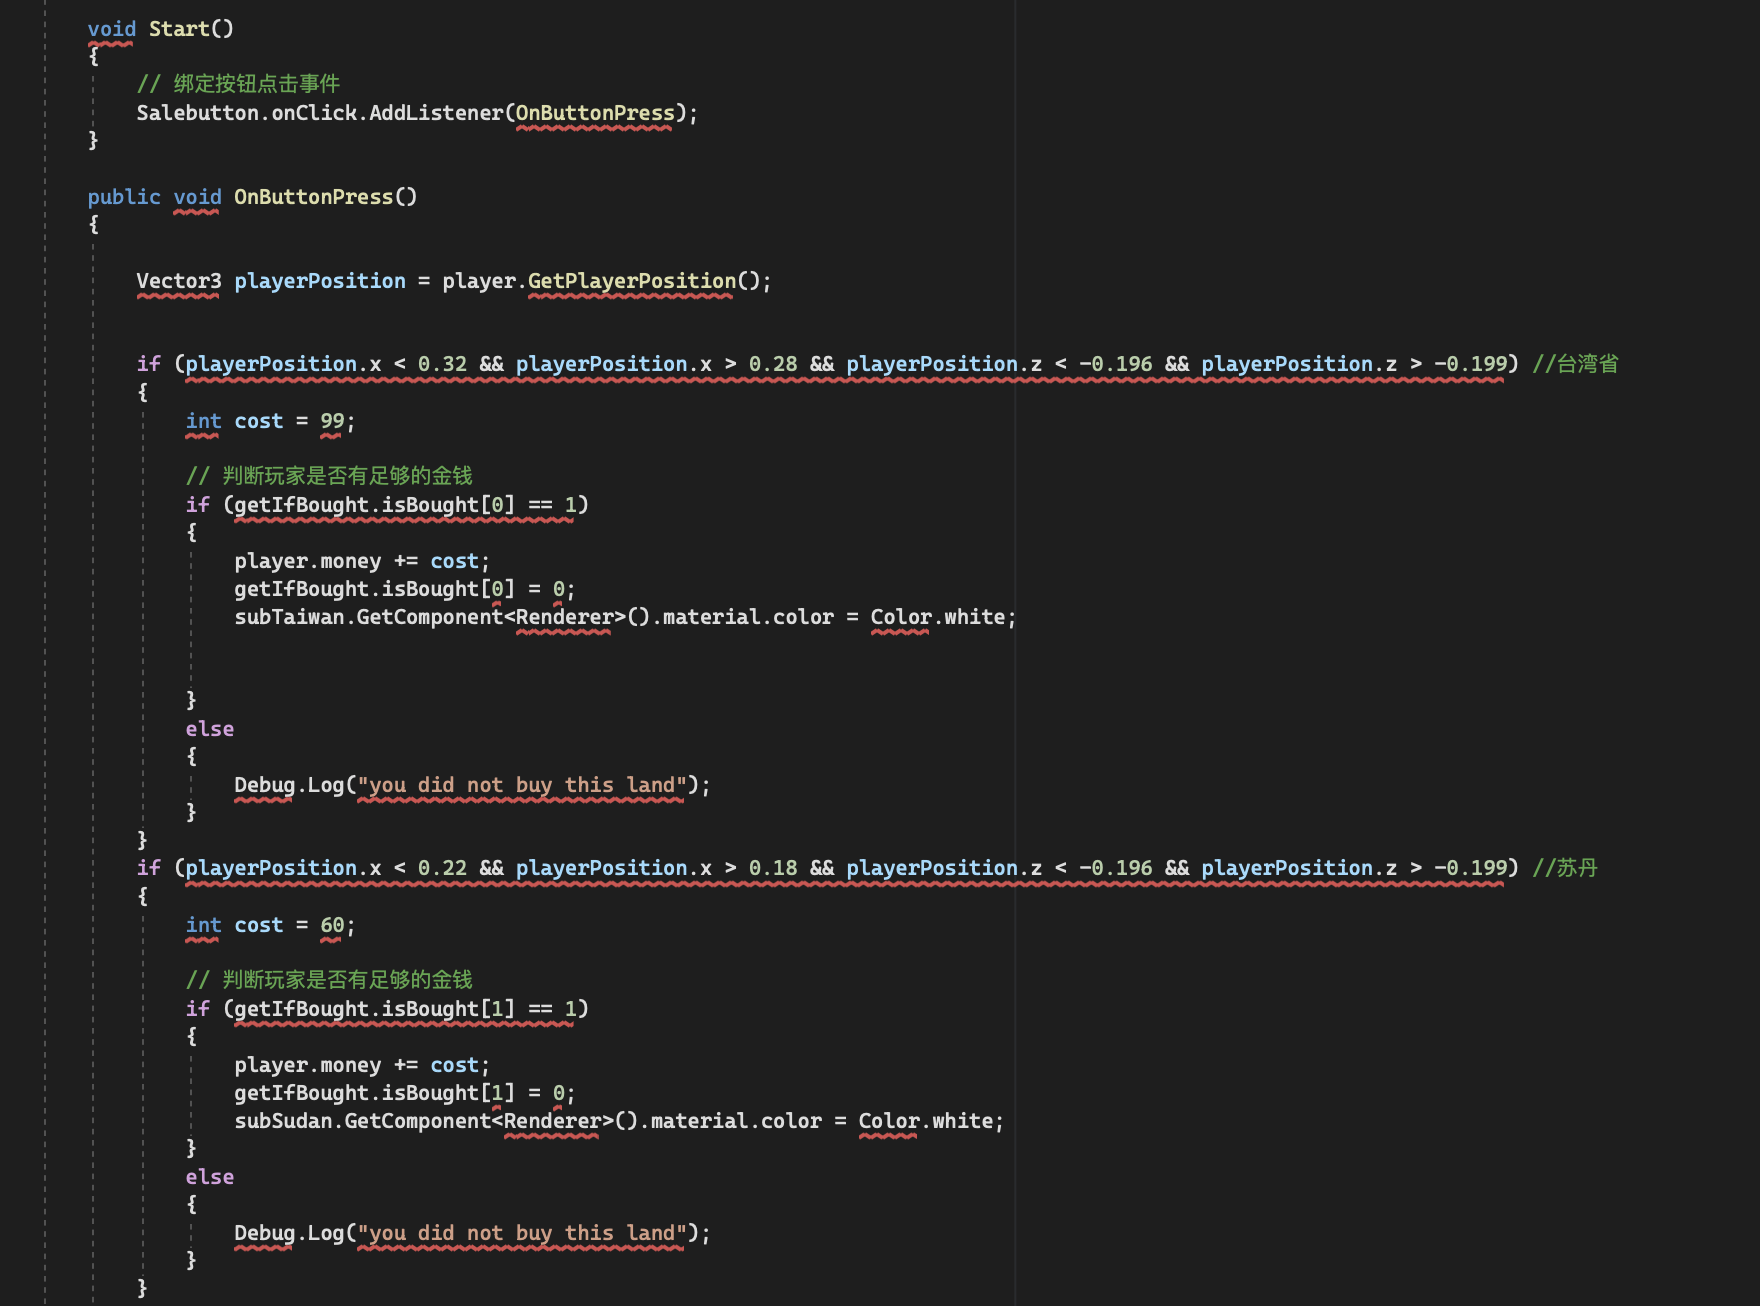 void Start()
{
// 绑定按钮点击事件
Salebutton.onClick.AddListener(OnButtonPress);
}
public void OnButtonPress()
{
Vector3 playerPosition = player.GetPlayerPosition();
if (playerPosition.x < 0.32 && playerPosition.x > 0.28 && playerPosition.z < -0.196 && playerPosition.z > -0.199) //台湾省
{
int cost = 99;
// 判断玩家是否有足够的金钱
if (getIfBought.isBought[0] == 1)
{
player.money += cost;
getIfBought.isBought[0] = 0;
subTaiwan.GetComponent<Renderer>().material.color = Color.white;
}
else
{
Debug.Log("you did not buy this land");
}
}
if (playerPosition.x < 0.22 && playerPosition.x > 0.18 && playerPosition.z < -0.196 && playerPosition.z > -0.199) //苏丹
{
int cost = 60;
// 判断玩家是否有足够的金钱
if (getIfBought.isBought[1] == 1)
{
player.money += cost;
getIfBought.isBought[1] = 0;
subSudan.GetComponent<Renderer>().material.color = Color.white;
}
else
{
Debug.Log("you did not buy this land");
}
}